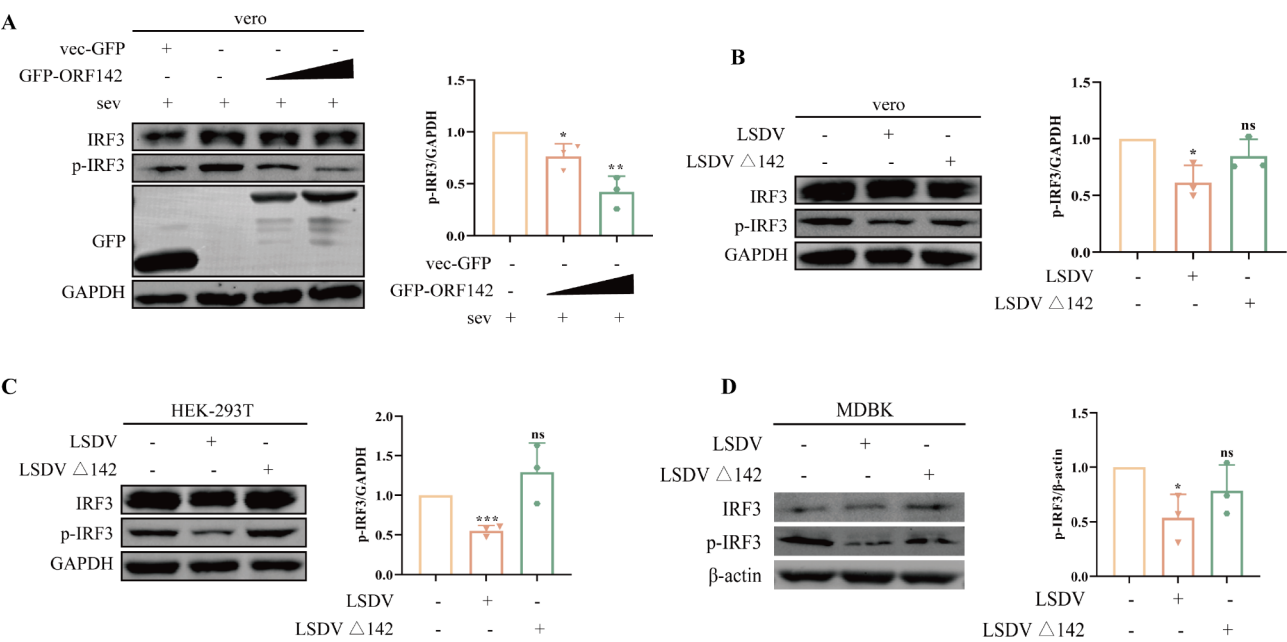 A
vero
vec-GFP + - - -
GFP-ORF142 - -
sev + + + +
IRF3
p-IRF3
GFP
GAPDH
p-IRF3/GAPDH
1.5
1.0
0.5
0.0
*
**
vec-GFP - - -
GFP-ORF142 -
sev + + +
B
vero
LSDV - + -
LSDV △142 - - +
IRF3
p-IRF3
GAPDH
p-IRF3/GAPDH
1.5
1.0
0.5
0.0
*
ns
LSDV - + -
LSDV △142 - - +
C
HEK-293T
LSDV - + -
LSDV △142 - - +
IRF3
p-IRF3
GAPDH
p-IRF3/GAPDH
2.0
1.5
1.0
0.5
0.0
***
ns
LSDV - + -
LSDV △142 - - +
D
MDBK
LSDV - + -
LSDV △142 - - +
IRF3
p-IRF3
β-actin
p-IRF3/β-actin
1.5
1.0
0.5
0.0
*
ns
LSDV - + -
LSDV △142 - - +